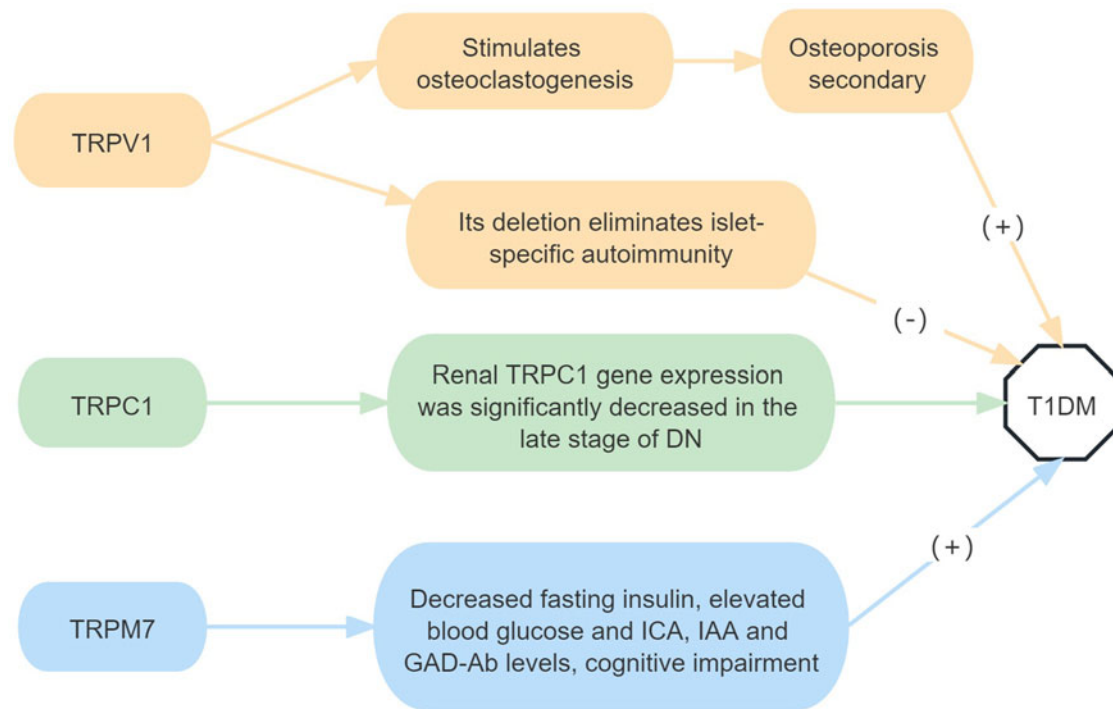 TRPV1
Stimulates
osteoclastogenesis
Osteoporosis
secondary
(+)
Its deletion eliminates islet-
specific autoimmunity
(-)
TRPC1
Renal TRPC1 gene expression
was significantly decreased in the
late stage of DN
T1DM
TRPM7
Decreased fasting insulin, elevated
blood glucose and ICA, IAA and
GAD-Ab levels, cognitive impairment
(+)